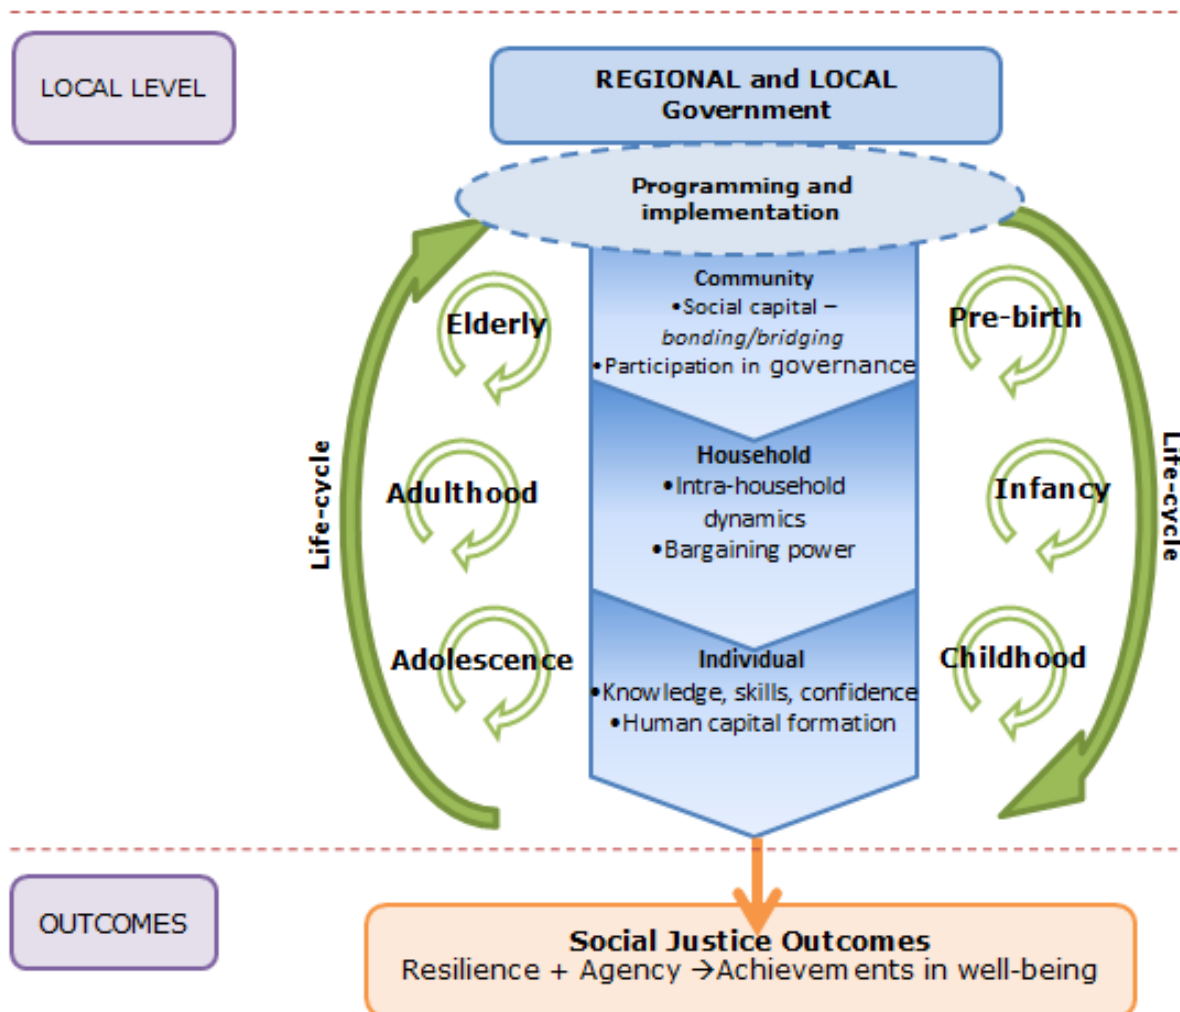 LOCAL LEVEL
REGIONAL and LOCAL
Government
Programming and
implementation
Community
•Social capital –
bonding/bridging
•Participation in governance
Elderly
Pre-birth
Life-cycle
Life-cycle
Household
•Intra-household
dynamics
•Bargaining power
Adulthood
Infancy
Individual
•Knowledge, skills, confidence
•Human capital formation
Adolescence
Childhood
OUTCOMES
Social Justice Outcomes
Resilience + Agency →Achievements in well-being